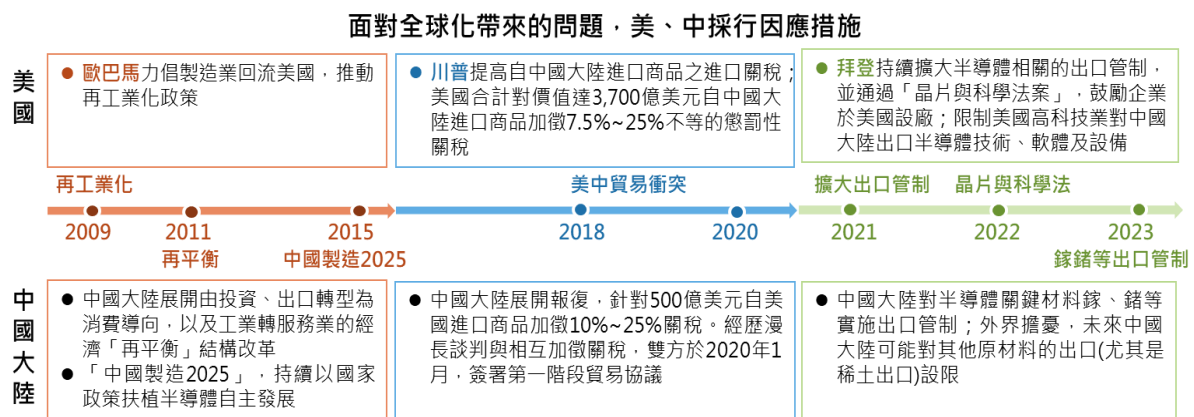 面對全球化帶來的問題，美、中採行因應措施
美國
● 歐巴馬力倡製造業回流美國，推動
再工業化政策
● 川普提高自中國大陸進口商品之進口關稅；
美國合計對價值達3,700億美元自中國大
陸進口商品加徵7.5%~25%不等的懲罰性
關稅
● 拜登持續擴大半導體相關的出口管制，
並通過「晶片與科學法案」，鼓勵企業
於美國設廠；限制美國高科技業對中國
大陸出口半導體技術、軟體及設備
再工業化
美中貿易衝突
擴大出口管制
晶片與科學法
2009
2011
2015
2018
2020
2021
2022
2023
再平衡
中國製造2025
鎵鍺等出口管制
中國大陸
● 中國大陸展開由投資、出口轉型為
消費導向，以及工業轉服務業的經
濟「再平衡」結構改革
● 「中國製造2025」，持續以國家
政策扶植半導體自主發展
● 中國大陸展開報復，針對500億美元自美
國進口商品加徵10%~25%關稅。經歷漫
長談判與相互加徵關稅，雙方於2020年1
月，簽署第一階段貿易協議
● 中國大陸對半導體關鍵材料鎵、鍺等
實施出口管制；外界擔憂，未來中國
大陸可能對其他原材料的出口(尤其是
稀土出口)設限